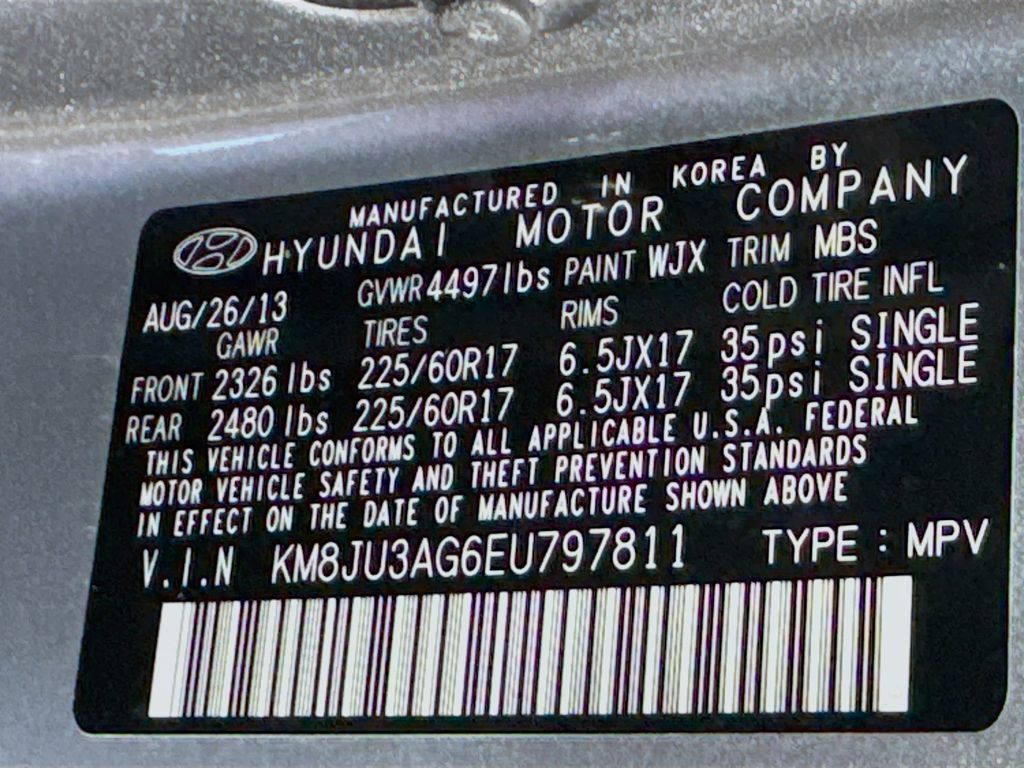 MANUFACTURED IN KOREA BY
HYUNDAI MOTOR COMPANY
AUG/26/13 GVWR 4497lbs PAINT WJX TRIM MBS
GAWR TIRES RIMS COLD TIRE INFL
FRONT 2326 lbs 225/60R17 6.5JX17 35psi SINGLE
REAR 2480 lbs 225/60R17 6.5JX17 35psi SINGLE
THIS VEHICLE CONFORMS TO ALL APPLICABLE U.S.A. FEDERAL
MOTOR VEHICLE SAFETY AND THEFT PREVENTION STANDARDS
IN EFFECT ON THE DATE OF MANUFACTURE SHOWN ABOVE
V.I.N KM8JU3AG6EU797811 TYPE : MPV